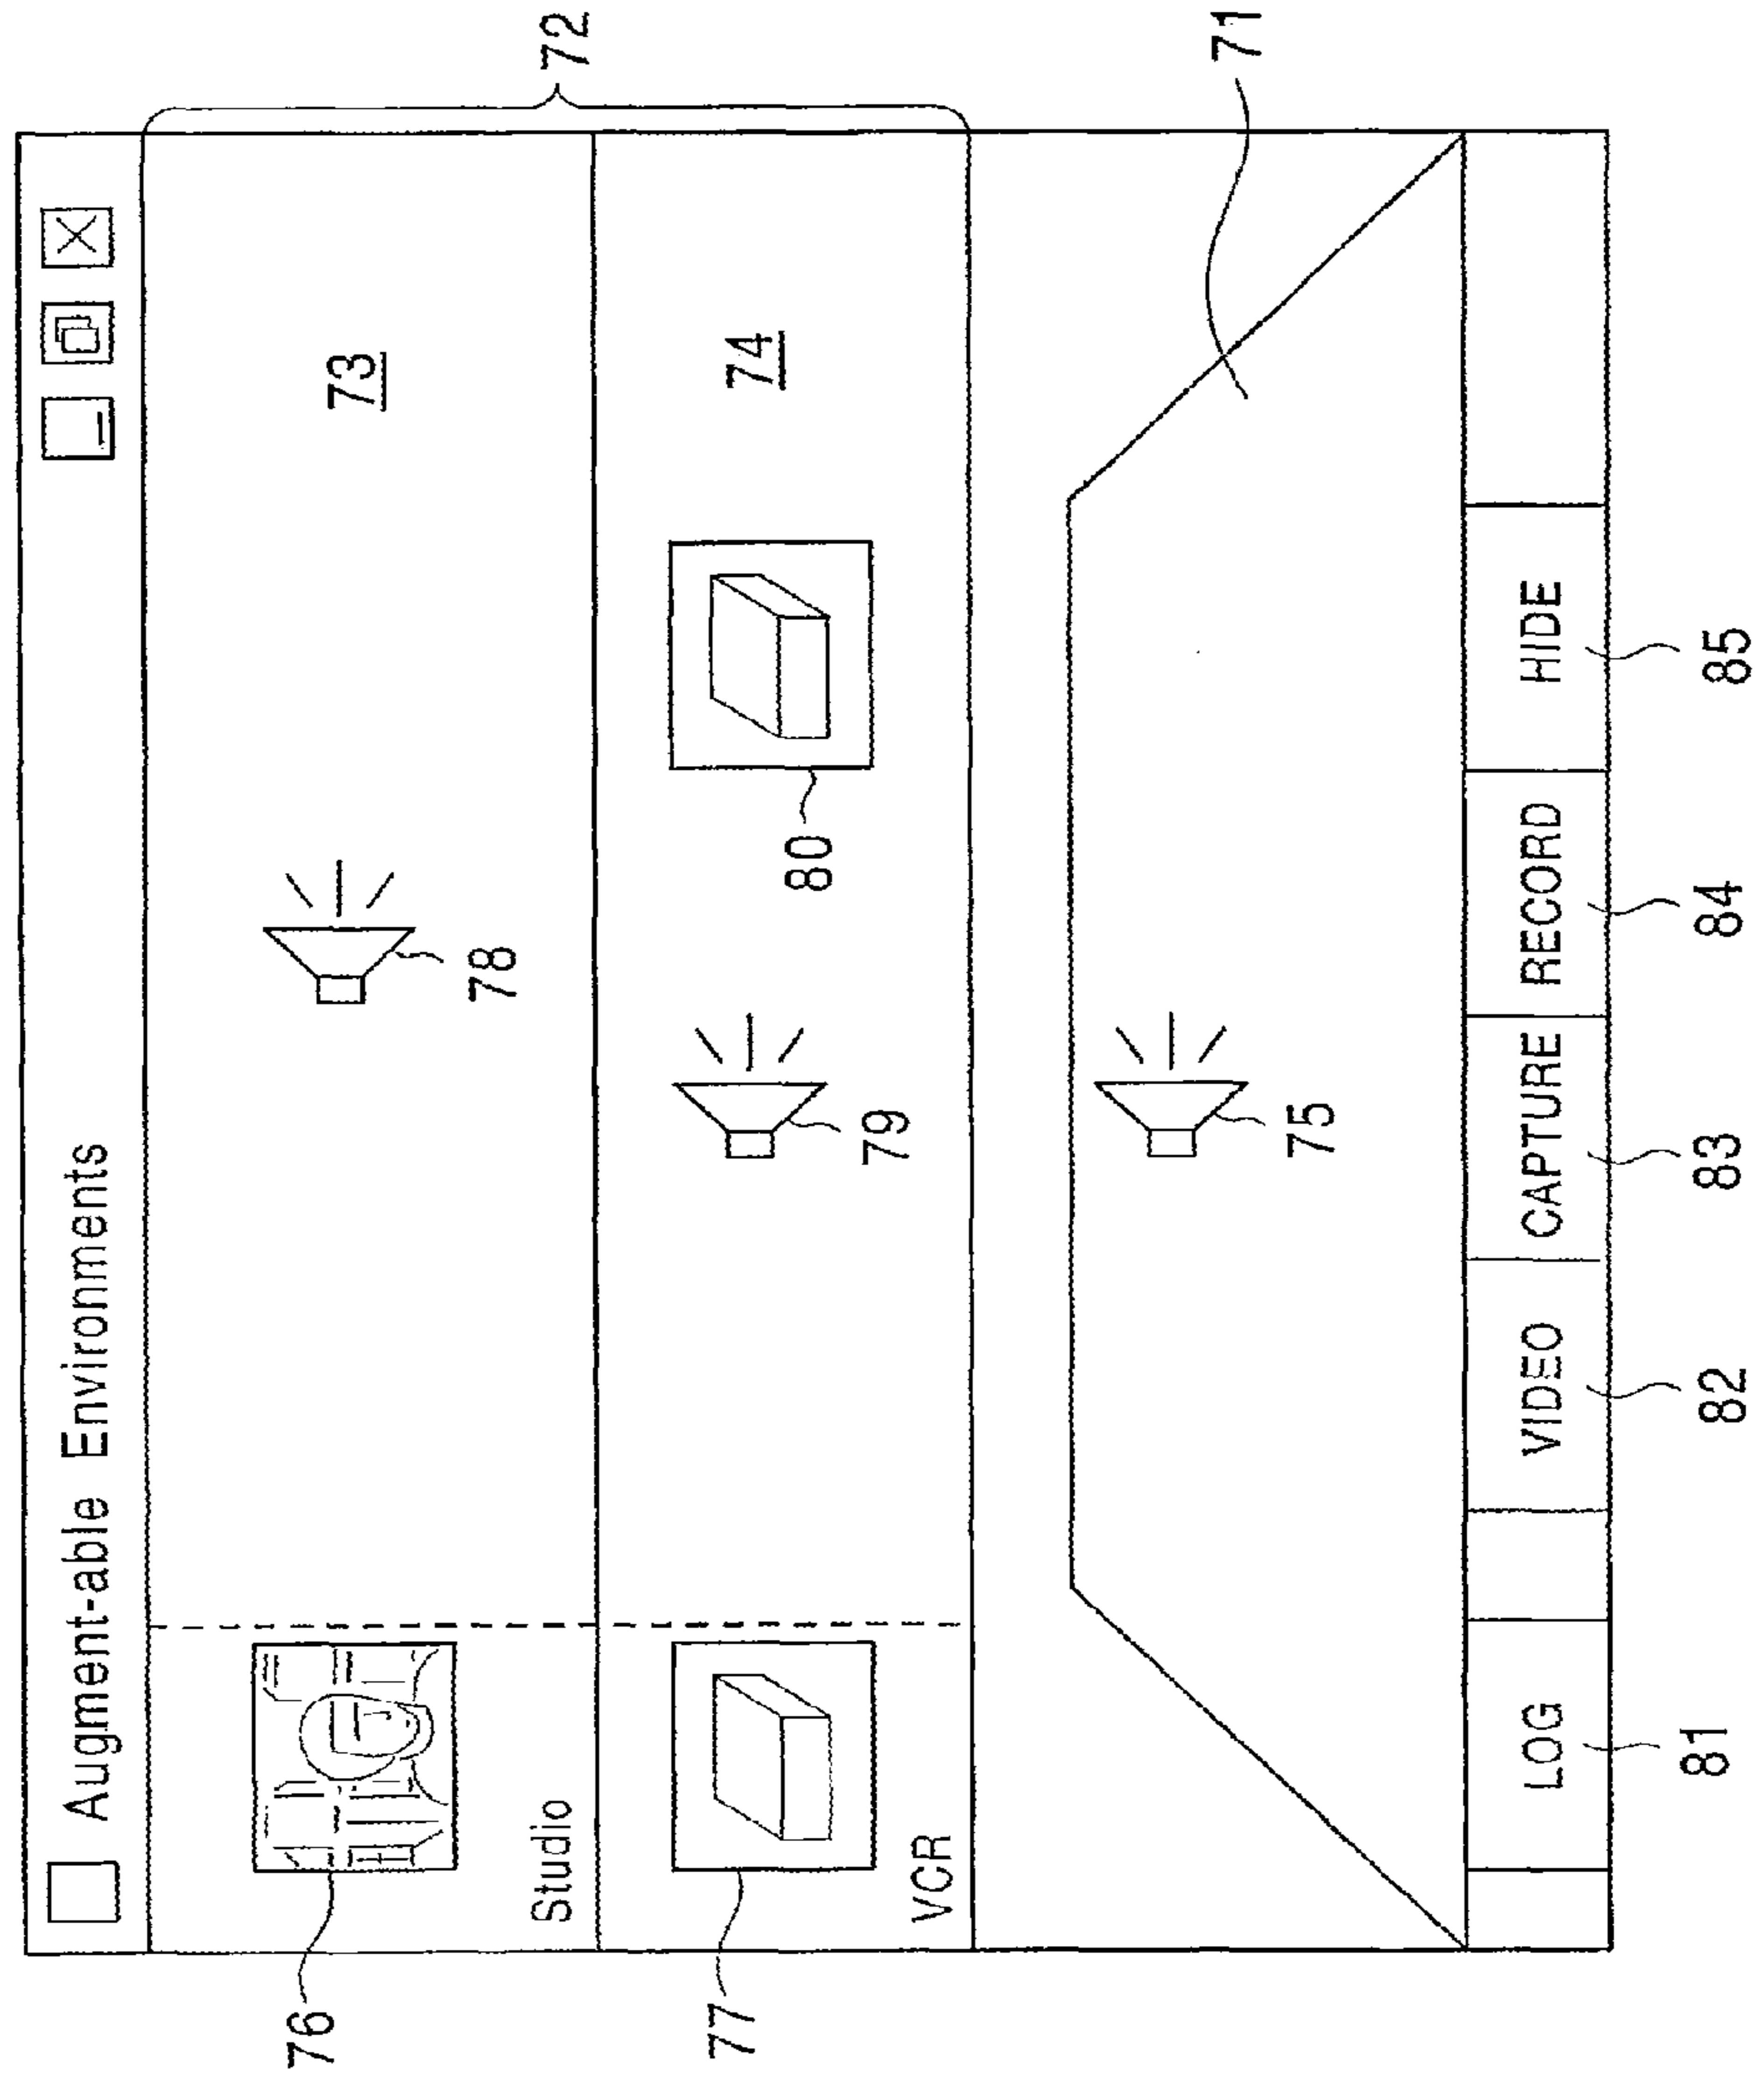 Augment-able Environments
72
73
78
76
Studio
74
80
79
77
VCR
71
75
LOG
VIDEO
CAPTURE
RECORD
HIDE
81
82
83
84
85